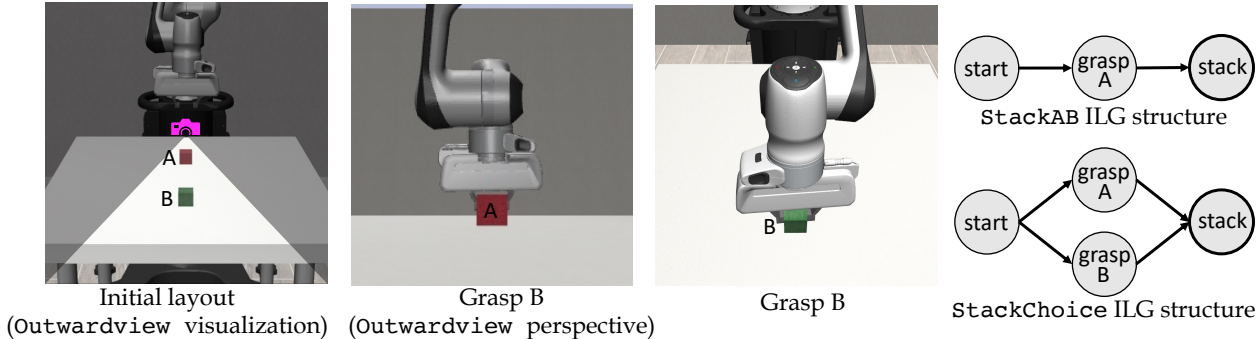 A
B
Initial layout
(Outwardview visualization)
A
Grasp B
(Outwardview perspective)
B
Grasp B
start
grasp
A
stack
StackAB ILG structure
start
grasp
A
grasp
B
stack
StackChoice ILG structure